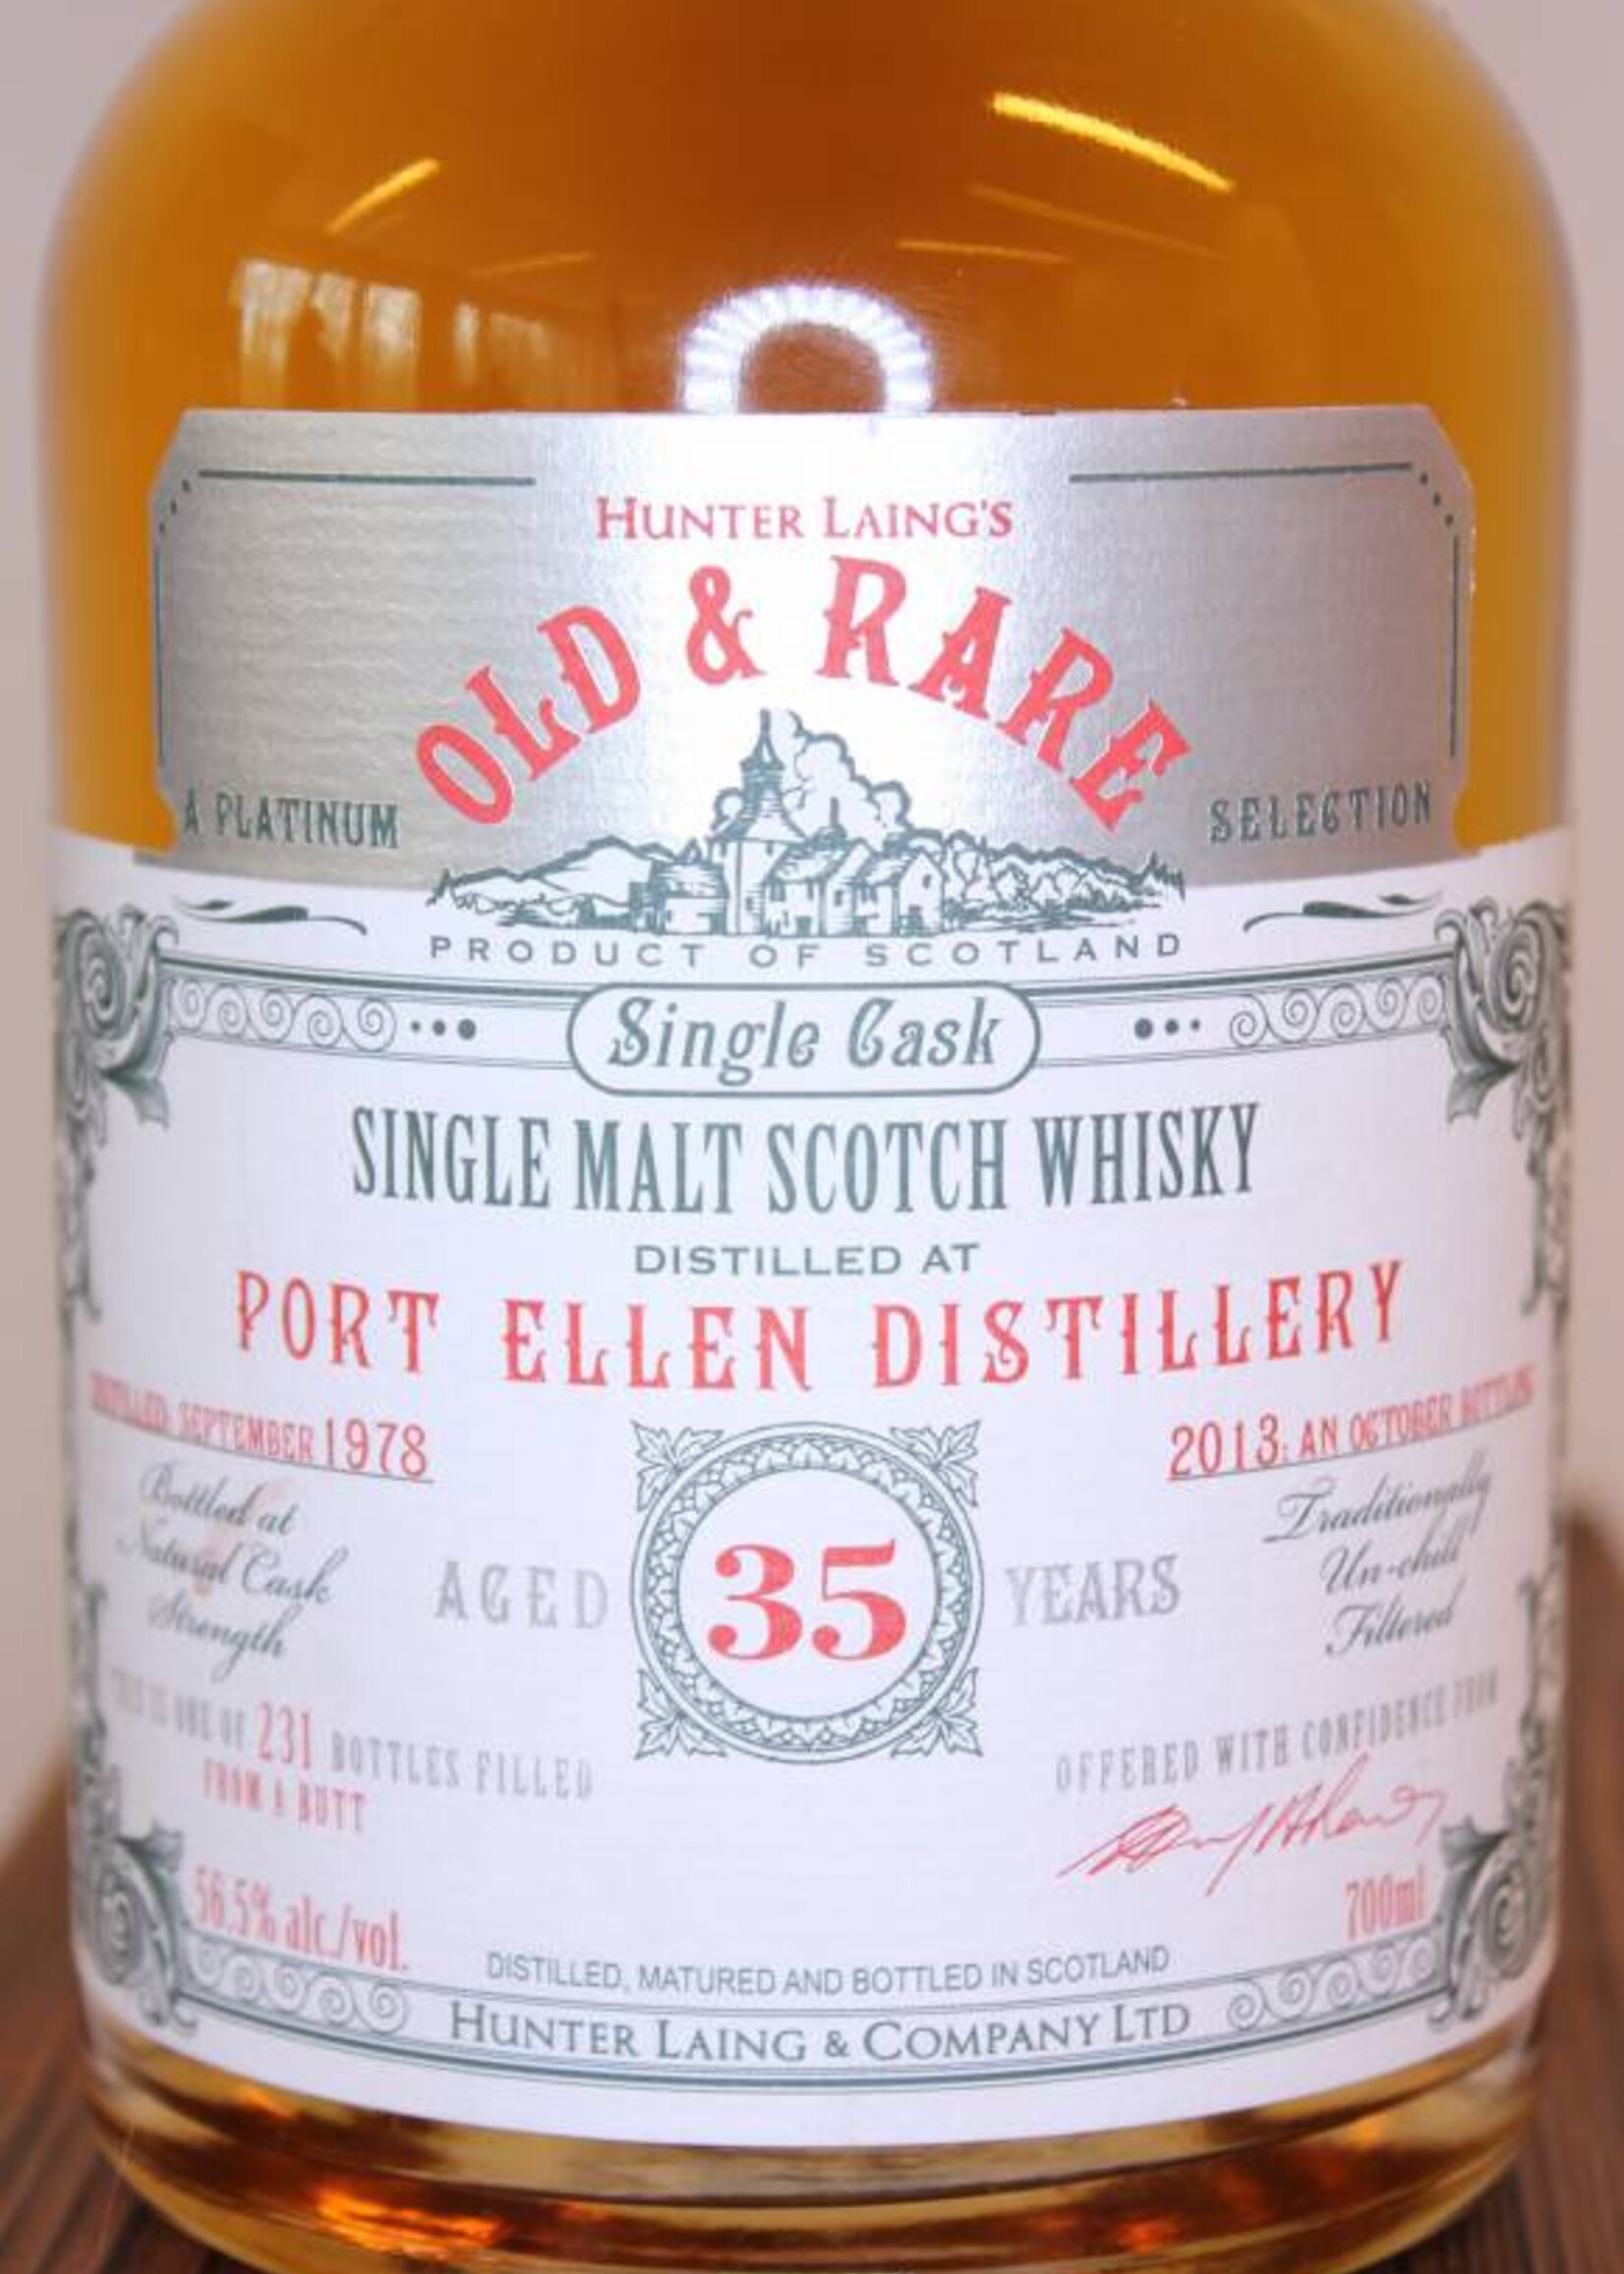 HUNTER LAING'S
OLD & RARE
A PLATINUM SELECTION
PRODUCT OF SCOTLAND
Single Cask
SINGLE MALT SCOTCH WHISKY
DISTILLED AT
PORT ELLEN DISTILLERY
DISTILLED: SEPTEMBER 1978
2013: AN OCTOBER BOTTLING
Bottled at
Natural Cask
Strength
AGED 35 YEARS
Traditionally
Un-chill
Filtered
THIS IS ONE OF 231 BOTTLES FILLED
FROM A BUTT
OFFERED WITH CONFIDENCE FROM
56.5% alc./vol.
700ml
DISTILLED, MATURED AND BOTTLED IN SCOTLAND
HUNTER LAING & COMPANY LTD